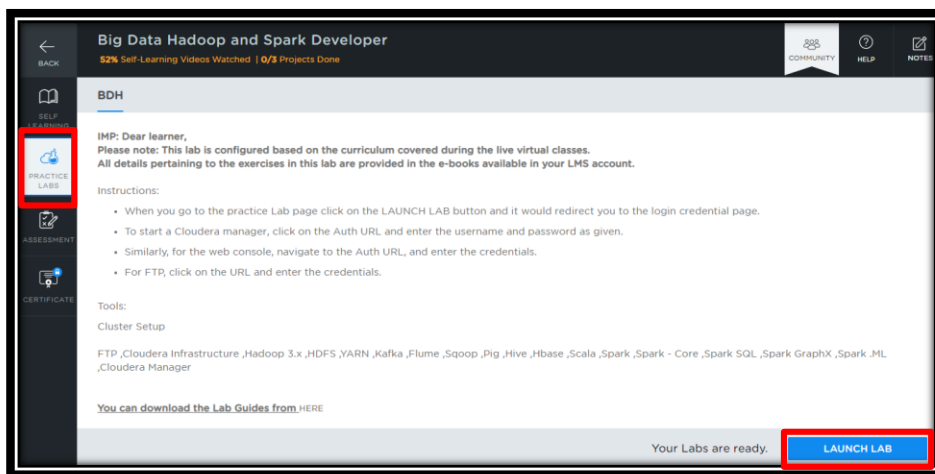 BACK
Big Data Hadoop and Spark Developer
52% Self-Learning Videos Watched | 0/3 Projects Done
COMMUNITY
HELP
NOTES
SELF
LEARNING
PRACTICE
LABS
ASSESSMENT
CERTIFICATE
BDH
IMP: Dear learner,
Please note: This lab is configured based on the curriculum covered during the live virtual classes.
All details pertaining to the exercises in this lab are provided in the e-books available in your LMS account.
Instructions:
• When you go to the practice Lab page click on the LAUNCH LAB button and it would redirect you to the login credential page.
• To start a Cloudera manager, click on the Auth URL and enter the username and password as given.
• Similarly, for the web console, navigate to the Auth URL, and enter the credentials.
• For FTP, click on the URL and enter the credentials.
Tools:
Cluster Setup
FTP ,Cloudera Infrastructure ,Hadoop 3.x ,HDFS ,YARN ,Kafka ,Flume ,Sqoop ,Pig ,Hive ,Hbase ,Scala ,Spark ,Spark - Core ,Spark SQL ,Spark GraphX ,Spark .ML
,Cloudera Manager
You can download the Lab Guides from HERE
Your Labs are ready.
LAUNCH LAB